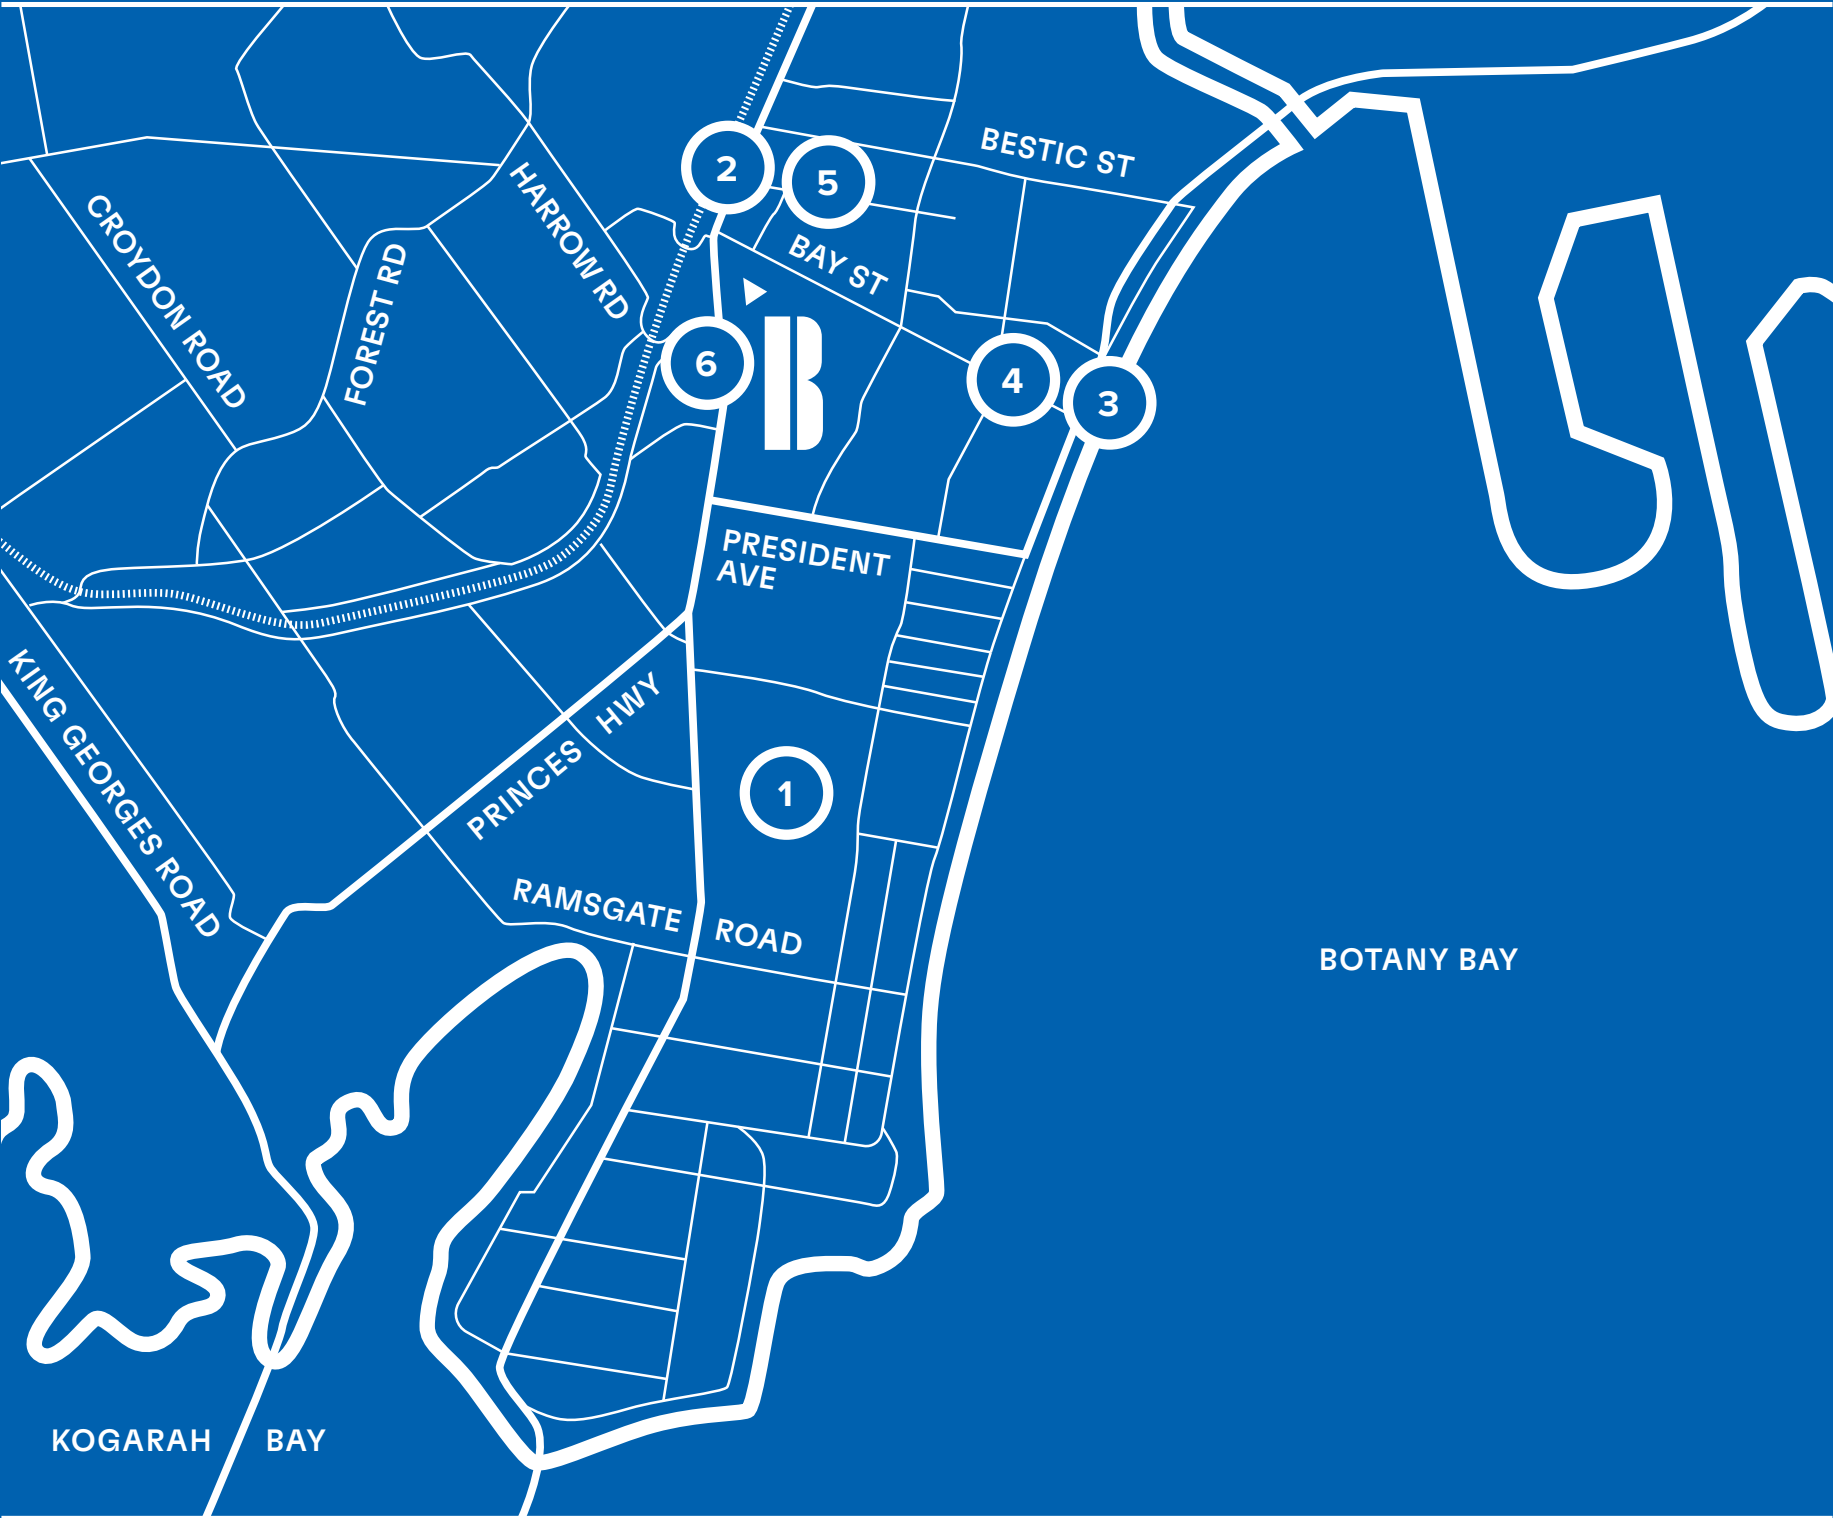 BESTIC ST
2
5
HARROW RD
CROYDON ROAD
FOREST RD
BAY ST
6
B
4
3
PRESIDENT
AVE
KING GEORGES ROAD
PRINCES HWY
1
RAMSGATE ROAD
BOTANY BAY
KOGARAH BAY